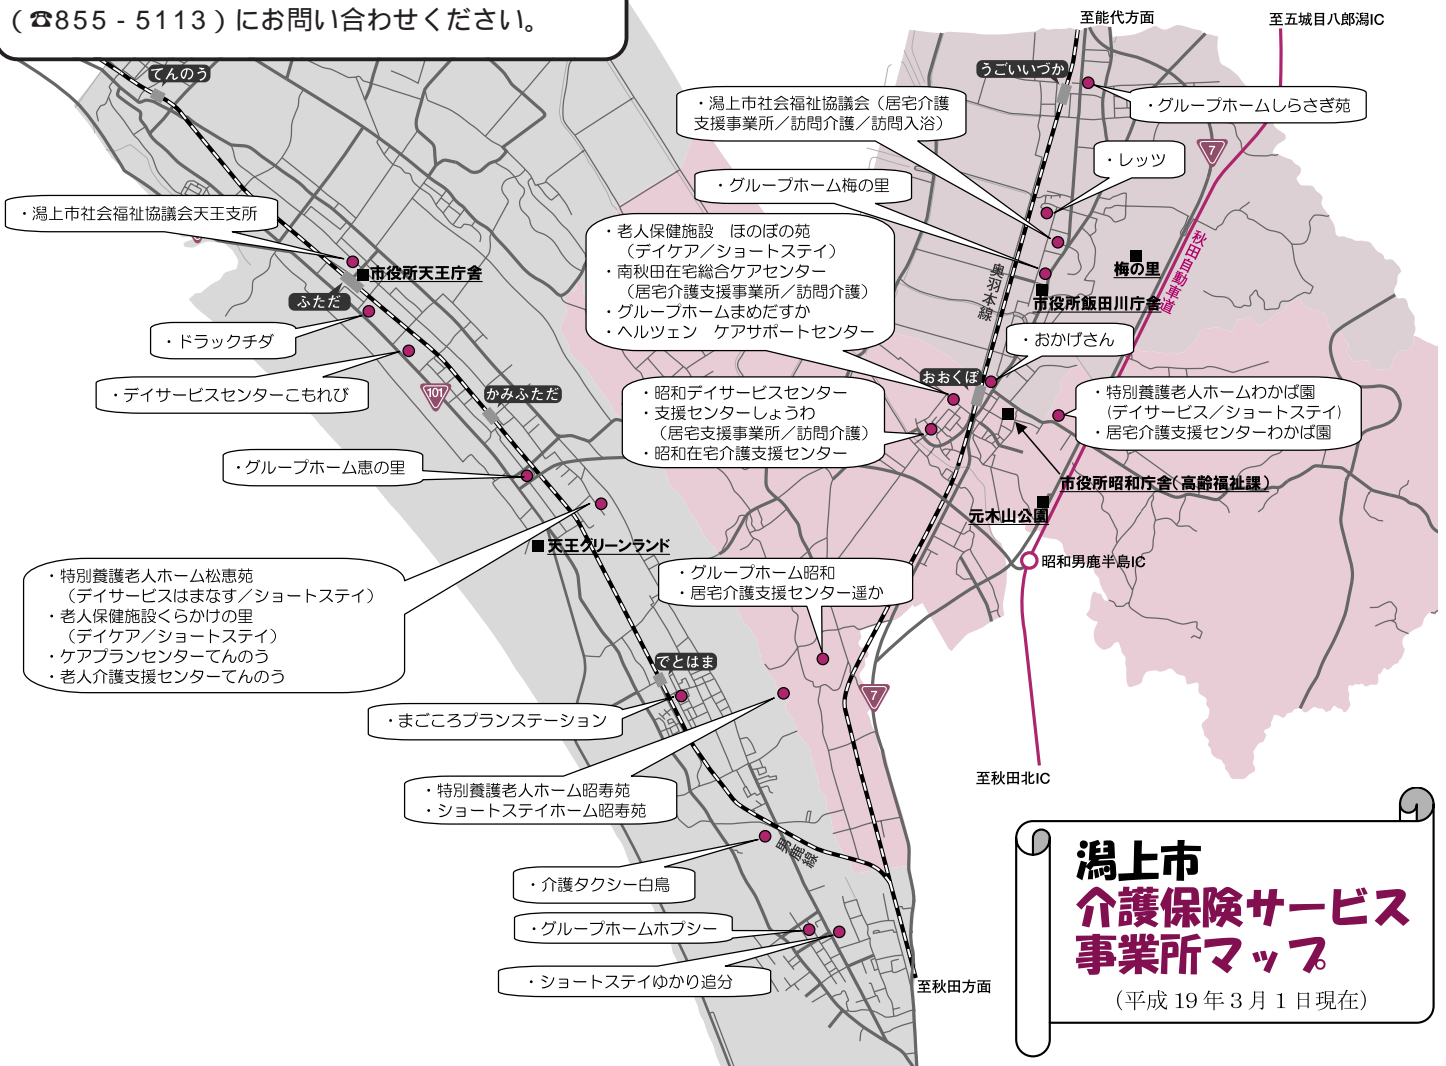 （☎855‐5113）にお問い合わせください。
至能代方面
至五城目八郎潟IC
てんのう
うごいいづか
・潟上市社会福祉協議会（居宅介護
支援事業所／訪問介護／訪問入浴）
・グループホームしらさぎ苑
7
・レッツ
・グループホーム梅の里
・潟上市社会福祉協議会天王支所
・老人保健施設　ほのぼの苑
（デイケア／ショートステイ）
・南秋田在宅総合ケアセンター
（居宅介護支援事業所／訪問介護）
・グループホームまめだすか
・ヘルツェン　ケアサポートセンター
奥羽本線
秋田自動車道
梅の里
市役所天王庁舎
市役所飯田川庁舎
ふただ
・ドラックチダ
・おかげさん
おおくぼ
・デイサービスセンターこもれび
101
かみふただ
・昭和デイサービスセンター
・支援センターしょうわ
（居宅支援事業所／訪問介護）
・昭和在宅介護支援センター
・特別養護老人ホームわかば園
（デイサービス／ショートステイ）
・居宅介護支援センターわかば園
・グループホーム恵の里
市役所昭和庁舎（高齢福祉課）
元木山公園
天王グリーンランド
昭和男鹿半島IC
・特別養護老人ホーム松恵苑
（デイサービスはまなす／ショートステイ）
・老人保健施設くらかけの里
（デイケア／ショートステイ）
・ケアプランセンターてんのう
・老人介護支援センターてんのう
・グループホーム昭和
・居宅介護支援センター遥か
でとはま
7
・まごころプランステーション
至秋田北IC
・特別養護老人ホーム昭寿苑
・ショートステイホーム昭寿苑
男鹿線
・介護タクシー白鳥
・グループホームホプシー
・ショートステイゆかり追分
至秋田方面
潟上市
介護保険サービス
事業所マップ
（平成19年3月1日現在）